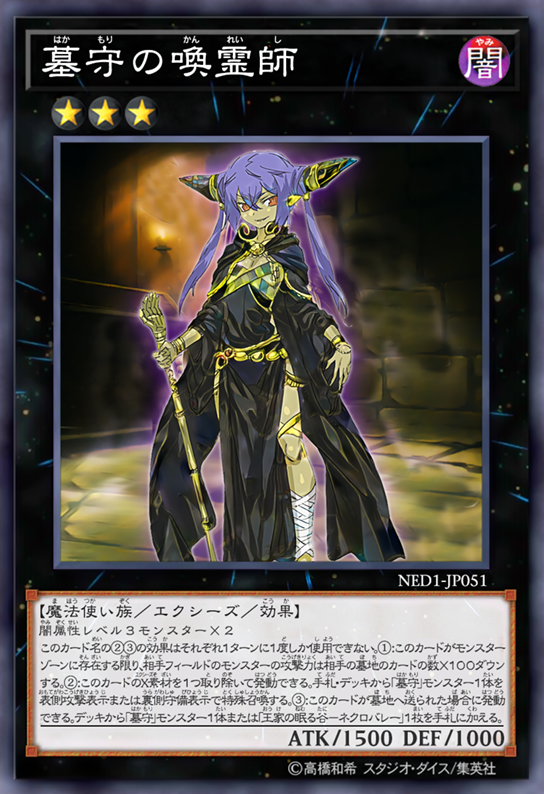 墓守の喚霊師
闇
NED1-JP051
【魔法使い族／エクシーズ／効果】
闇属性レベル３モンスター×２
このカード名の②③の効果はそれぞれ1ターンに1度しか使用できない。①:このカードがモンスター
ゾーンに存在する限り、相手フィールドのモンスターの攻撃力は相手の墓地のカードの数×100ダウン
する。②:このカードのX素材を1つ取り除いて発動できる。手札・デッキから「墓守」モンスター1体を
表側攻撃表示または裏側守備表示で特殊召喚する。③:このカードが墓地へ送られた場合に発動
できる。デッキから「墓守」モンスター1体または「王家の眠る谷－ネクロバレー」1枚を手札に加える。
ATK/1500 DEF/1000
©高橋和希 スタジオ・ダイス/集英社